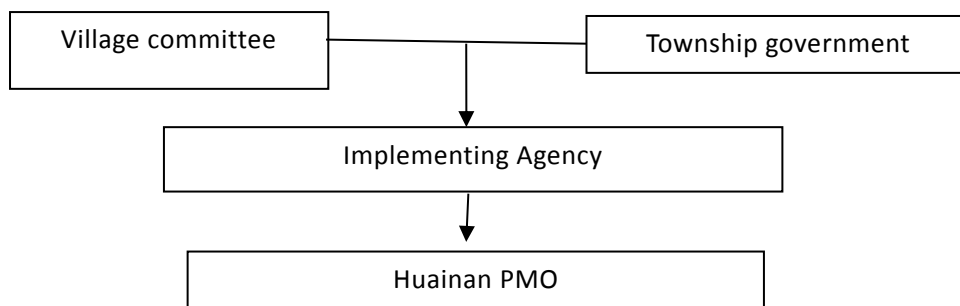 Village committee
Township government
Implementing Agency
Huainan PMO